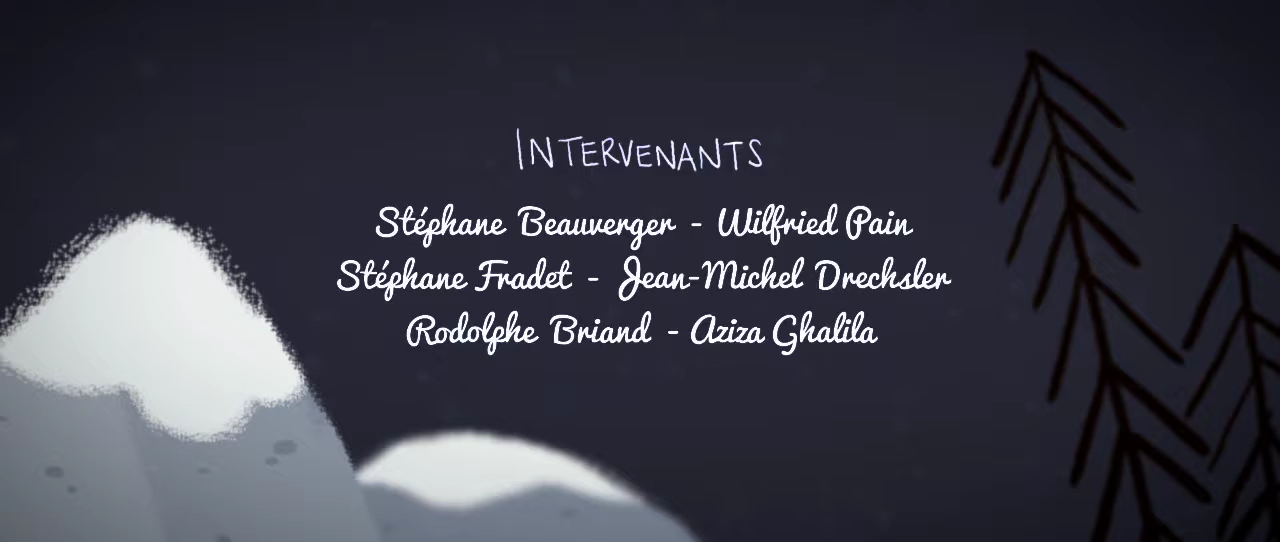 INTERVENANTS
Stéphane Beauverger - Wilfried Pain
Stéphane Fradet - Jean-Michel Drechsler
Rodolphe Briand - Aziza Ghalila